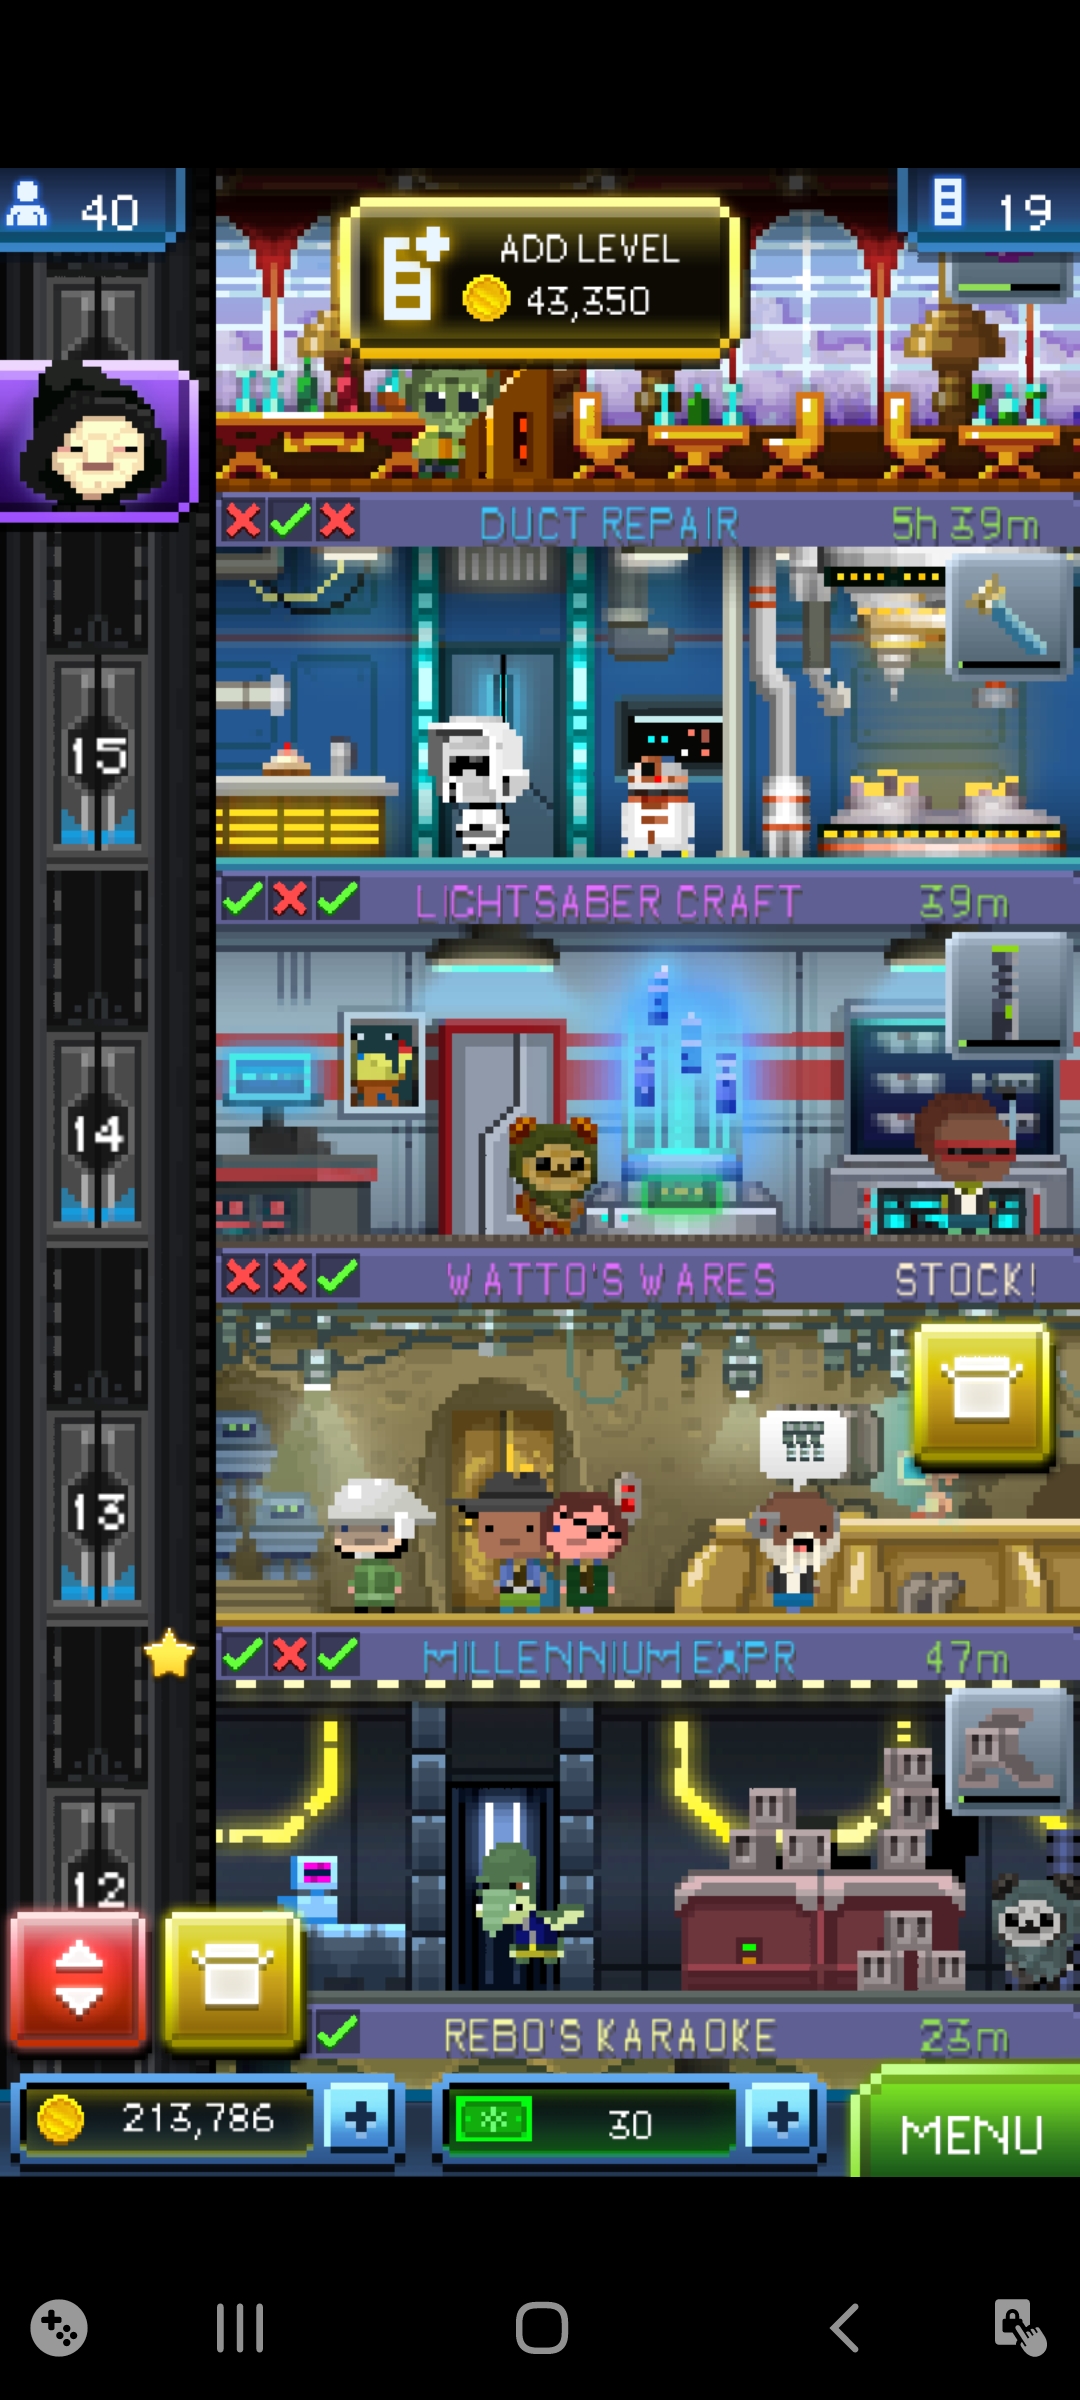 40
ADD LEVEL
43,350
19
DUCT REPAIR 5h 39m
15
LIGHTSABER CRAFT 39m
14
WATTO'S WARES STOCK!
13
MILLENNIUM EXPR 47m
12
REBO'S KARAOKE 23m
213,786 + 30 + MENU